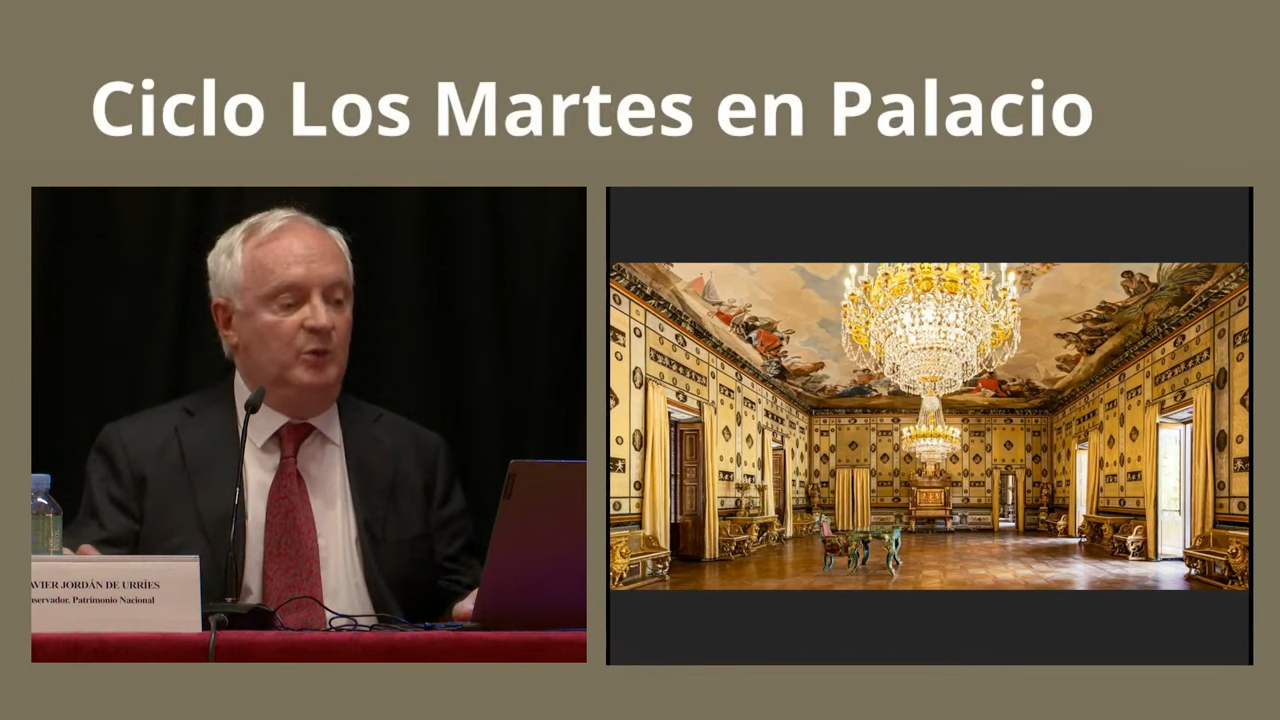 Ciclo Los Martes en Palacio
AVIER JORDÁN DE URRÍES
nservador. Patrimonio Nacional